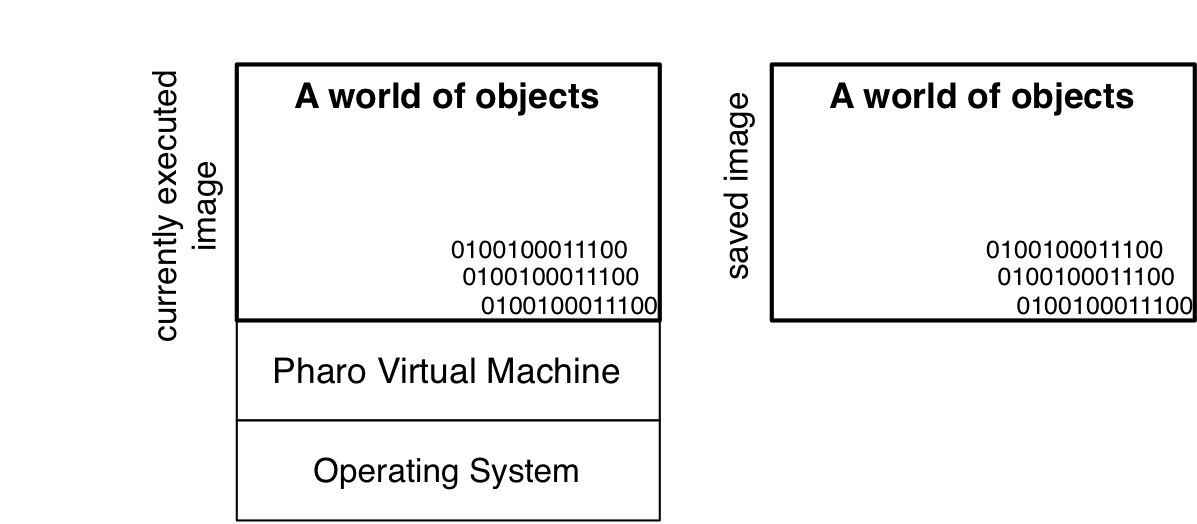 currently executed
image
A world of objects
0100100011100
0100100011100
0100100011100
Pharo Virtual Machine
Operating System
saved image
A world of objects
0100100011100
0100100011100
0100100011100